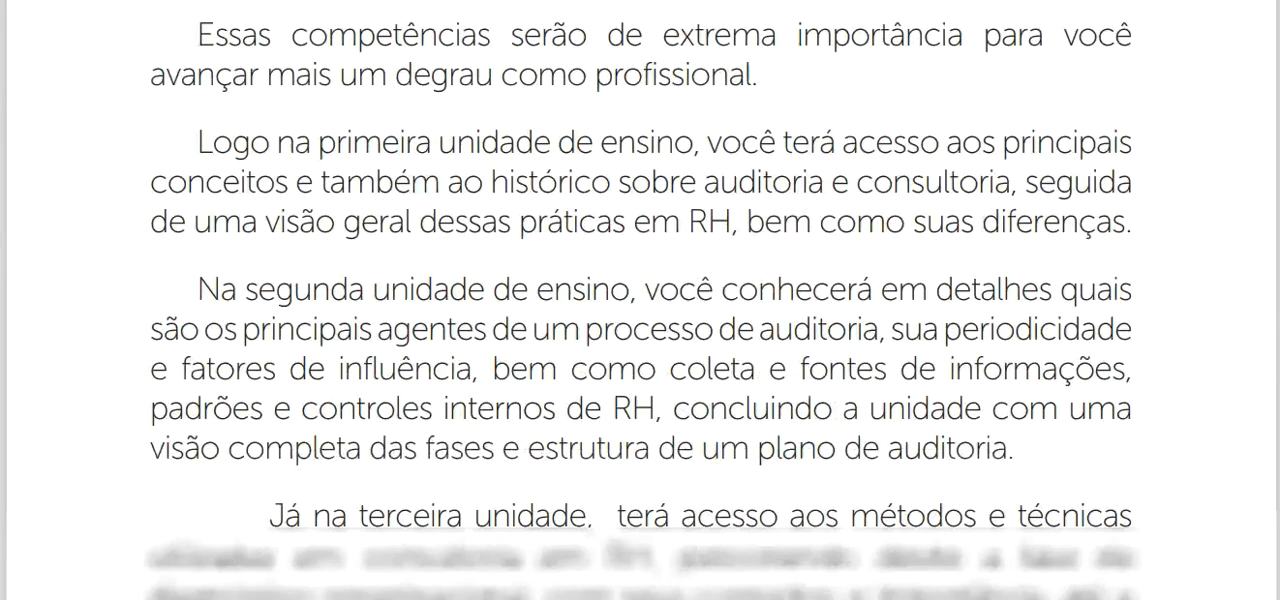 Essas competências serão de extrema importância para você
avançar mais um degrau como profissional.
Logo na primeira unidade de ensino, você terá acesso aos principais
conceitos e também ao histórico sobre auditoria e consultoria, seguida
de uma visão geral dessas práticas em RH, bem como suas diferenças.
Na segunda unidade de ensino, você conhecerá em detalhes quais
são os principais agentes de um processo de auditoria, sua periodicidade
e fatores de influência, bem como coleta e fontes de informações,
padrões e controles internos de RH, concluindo a unidade com uma
visão completa das fases e estrutura de um plano de auditoria.
Já na terceira unidade, terá acesso aos métodos e técnicas